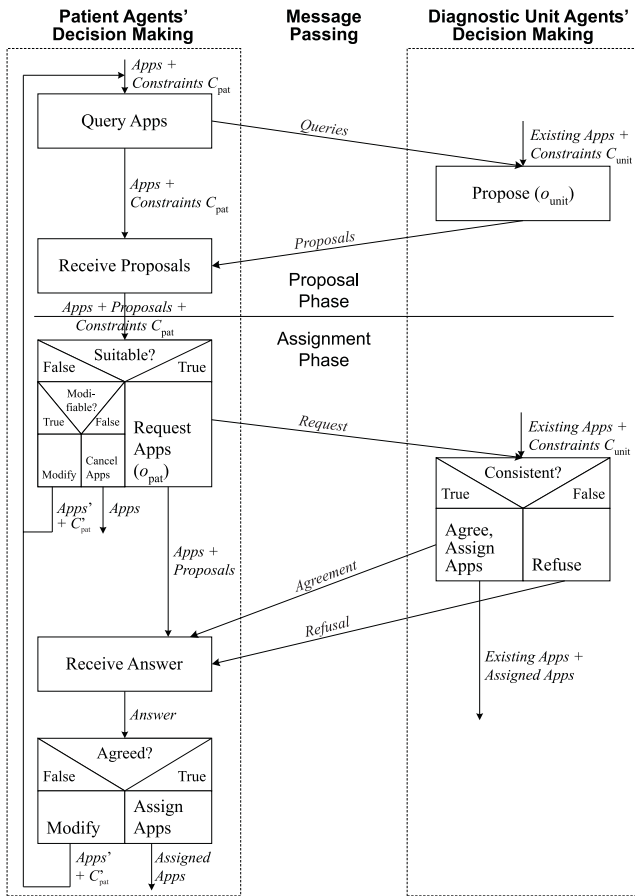 Patient Agents'
Decision Making
Message
Passing
Diagnostic Unit Agents'
Decision Making
Apps +
Constraints C_pat
Query Apps
Queries
Existing Apps +
Constraints C_unit
Apps +
Constraints C_pat
Propose (o_unit)
Proposals
Receive Proposals
Proposal
Phase
Apps + Proposals +
Constraints C_pat
Assignment
Phase
Suitable?
False
True
Modi-
fiable?
True
False
Modify
Cancel
Apps
Request
Apps
(o_pat)
Request
Existing Apps +
Constraints C_unit
Consistent?
True
False
Agree,
Assign
Apps
Refuse
Apps'
+ C'_pat
Apps
Apps +
Proposals
Agreement
Refusal
Receive Answer
Existing Apps +
Assigned Apps
Answer
Agreed?
False
True
Modify
Assign
Apps
Apps'
+ C'_pat
Assigned
Apps